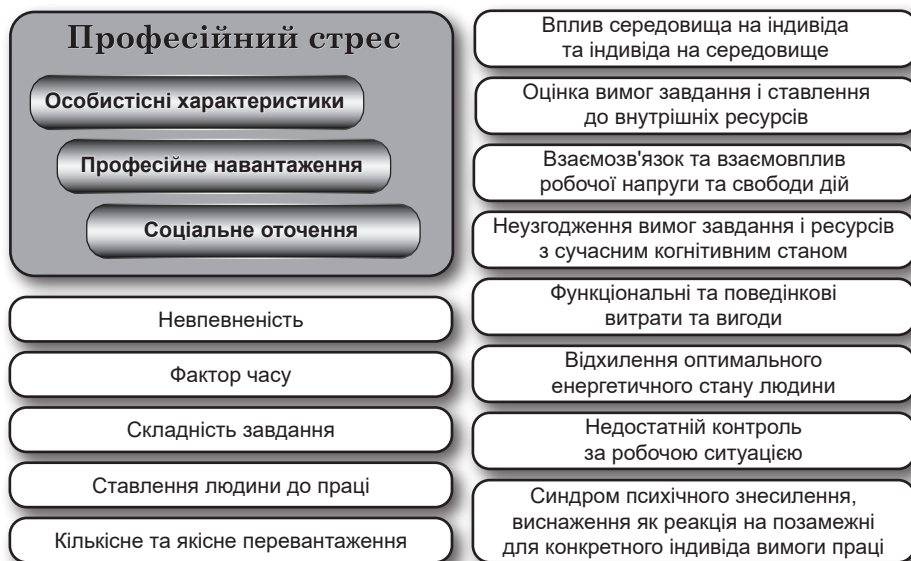 Професійний стрес
Особистісні характеристики
Професійне навантаження
Соціальне оточення
Невпевненість
Фактор часу
Складність завдання
Ставлення людини до праці
Кількісне та якісне перевантаження
Вплив середовища на індивіда
та індивіда на середовище
Оцінка вимог завдання і ставлення
до внутрішніх ресурсів
Взаємозв'язок та взаємовплив
робочої напруги та свободи дій
Неузгодження вимог завдання і ресурсів
з сучасним когнітивним станом
Функціональні та поведінкові
витрати та вигоди
Відхилення оптимального
енергетичного стану людини
Недостатній контроль
за робочою ситуацією
Синдром психічного знесилення,
виснаження як реакція на позамежні
для конкретного індивіда вимоги праці